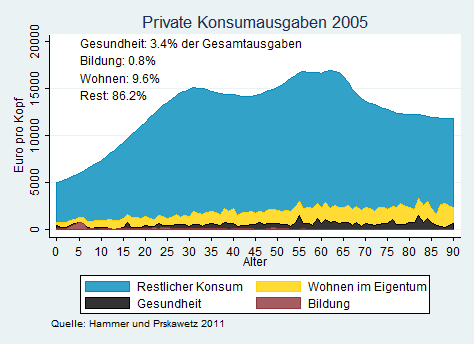 Private Konsumausgaben 2005
Gesundheit: 3.4% der Gesamtausgaben
Bildung: 0.8%
Wohnen: 9.6%
Rest: 86.2%
Euro pro Kopf
20000
15000
10000
5000
0
0 5 10 15 20 25 30 35 40 45 50 55 60 65 70 75 80 85 90
Alter
Restlicher Konsum Wohnen im Eigentum
Gesundheit Bildung
Quelle: Hammer und Prskawetz 2011